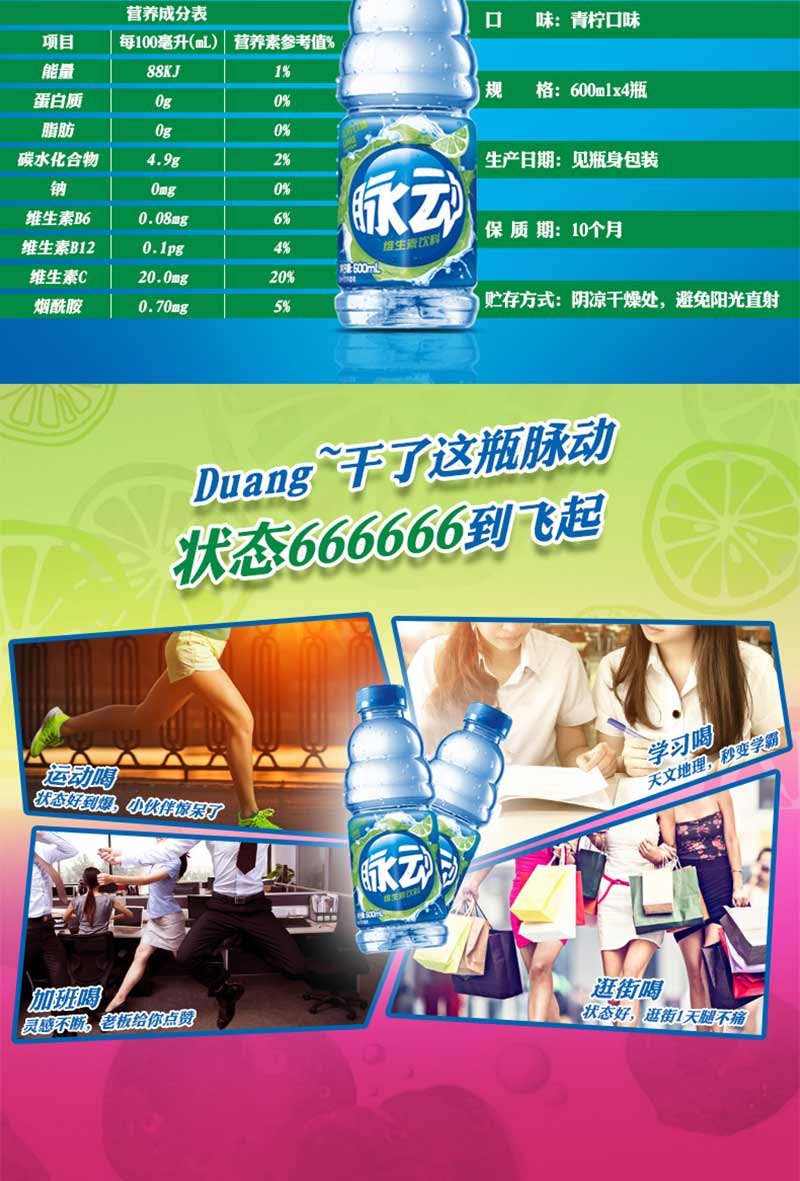 营养成分表
项目 每100毫升(mL) 营养素参考值%
能量 88KJ 1%
蛋白质 0g 0%
脂肪 0g 0%
碳水化合物 4.9g 2%
钠 0mg 0%
维生素B6 0.08mg 6%
维生素B12 0.1pg 4%
维生素C 20.0mg 20%
烟酰胺 0.70mg 5%
脉动
维生素饮料
600mL
口 味：青柠口味
规 格：600mlx4瓶
生产日期：见瓶身包装
保 质 期：10个月
贮存方式：阴凉干燥处，避免阳光直射
Duang~干了这瓶脉动
状态666666到飞起
运动喝
状态好到爆，小伙伴惊呆了
学习喝
天文地理，秒变学霸
脉动
维生素饮料
600mL
加班喝
灵感不断，老板给你点赞
逛街喝
状态好，逛街1天腿不痛